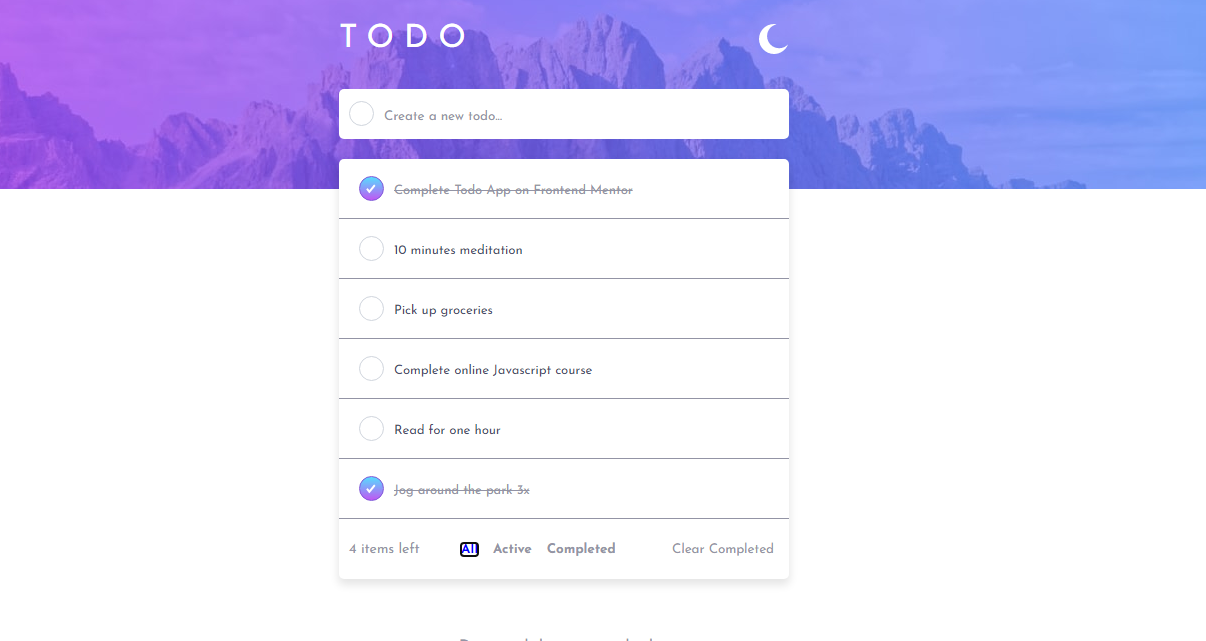 TODO
Create a new todo...
Complete Todo App on Frontend Mentor
10 minutes meditation
Pick up groceries
Complete online Javascript course
Read for one hour
Jog around the park 3x
4 items left All Active Completed Clear Completed